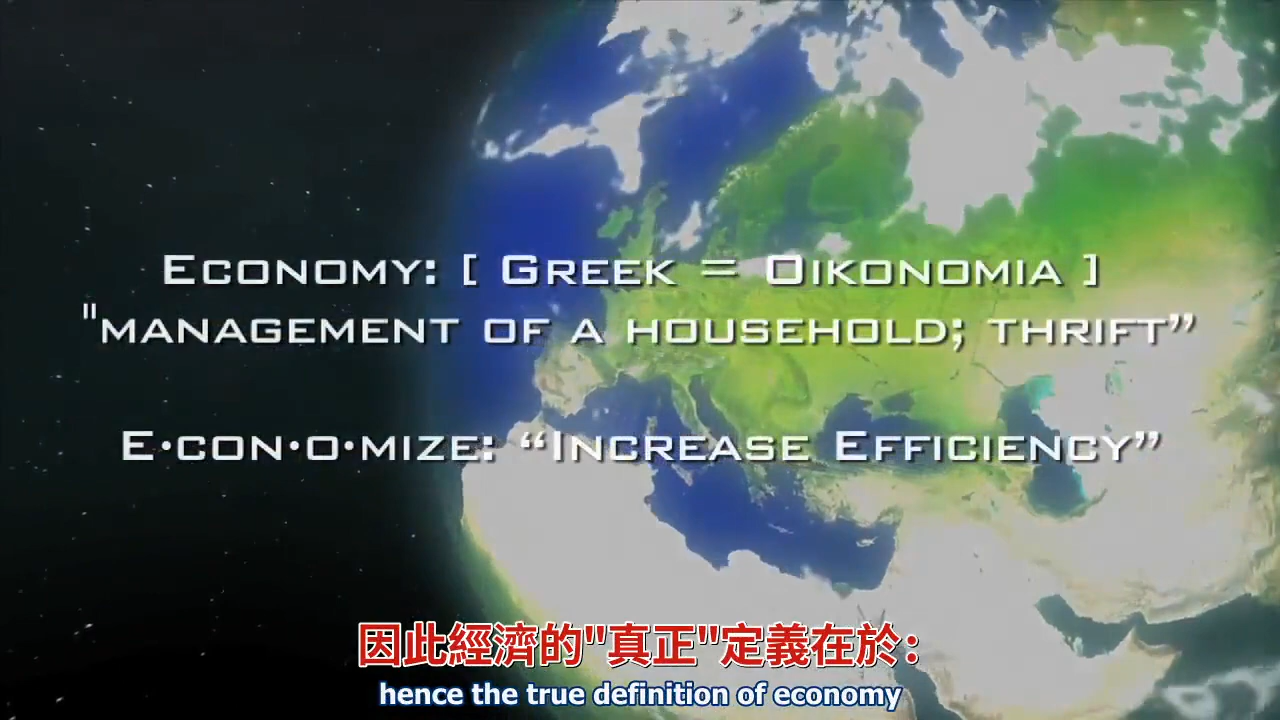 Economy: [ Greek = Oikonomia ]
"management of a household; thrift”
E·con·o·mize: “Increase Efficiency”
因此經濟的"真正"定義在於：
hence the true definition of economy